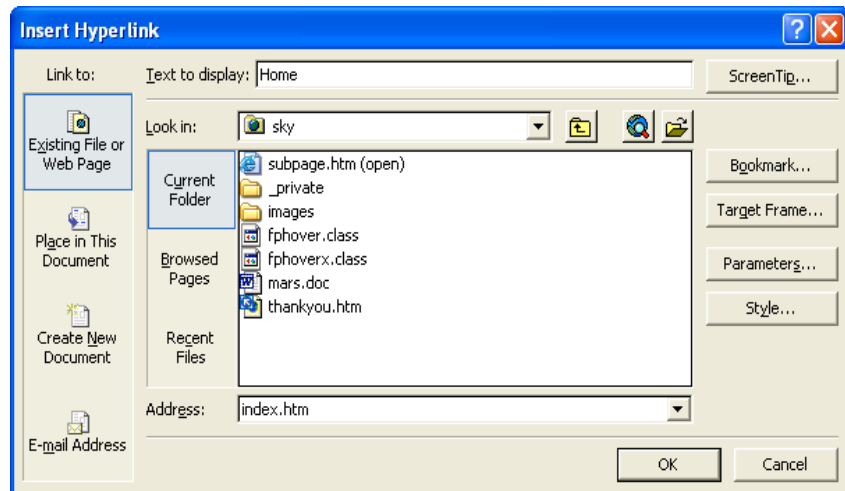 Insert Hyperlink
Link to:
Text to display: Home
ScreenTip...
Existing File or
Web Page
Place in This
Document
Create New
Document
E-mail Address
Look in: sky
Current
Folder
Browsed
Pages
Recent
Files
subpage.htm (open)
_private
images
fphover.class
fphoverx.class
mars.doc
thankyou.htm
Bookmark...
Target Frame...
Parameters...
Style...
Address: index.htm
OK
Cancel